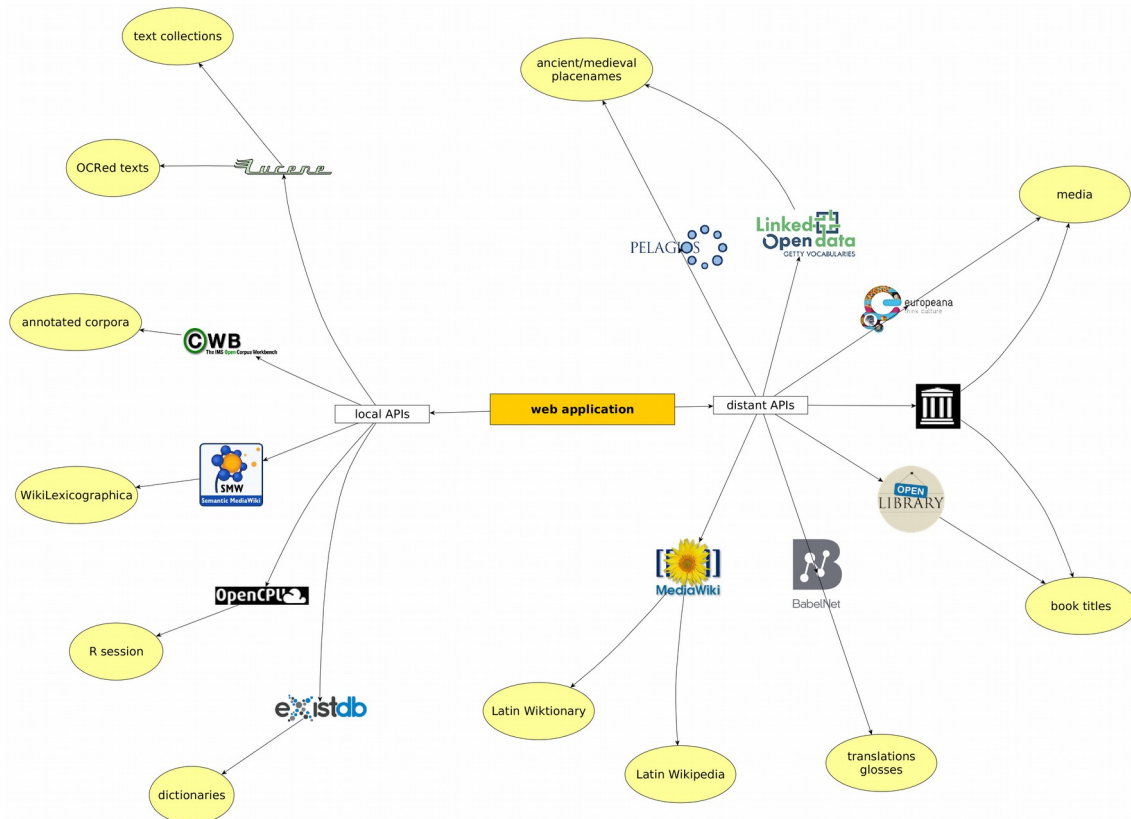 text collections
ancient/medieval
placenames
OCRed texts
Lucene
media
Linked
Open data
GETTY VOCABULARIES
PELAGIOS
europeana
think culture
annotated corpora
CWB
The IMS Open Corpus Workbench
local APIs
web application
distant APIs
SMW
Semantic MediaWiki
WikiLexicographica
OPEN
LIBRARY
[[ ]]
MediaWiki
B
BabelNet
OpenCPU
book titles
R session
eXistdb
Latin Wiktionary
translations
glosses
Latin Wikipedia
dictionaries